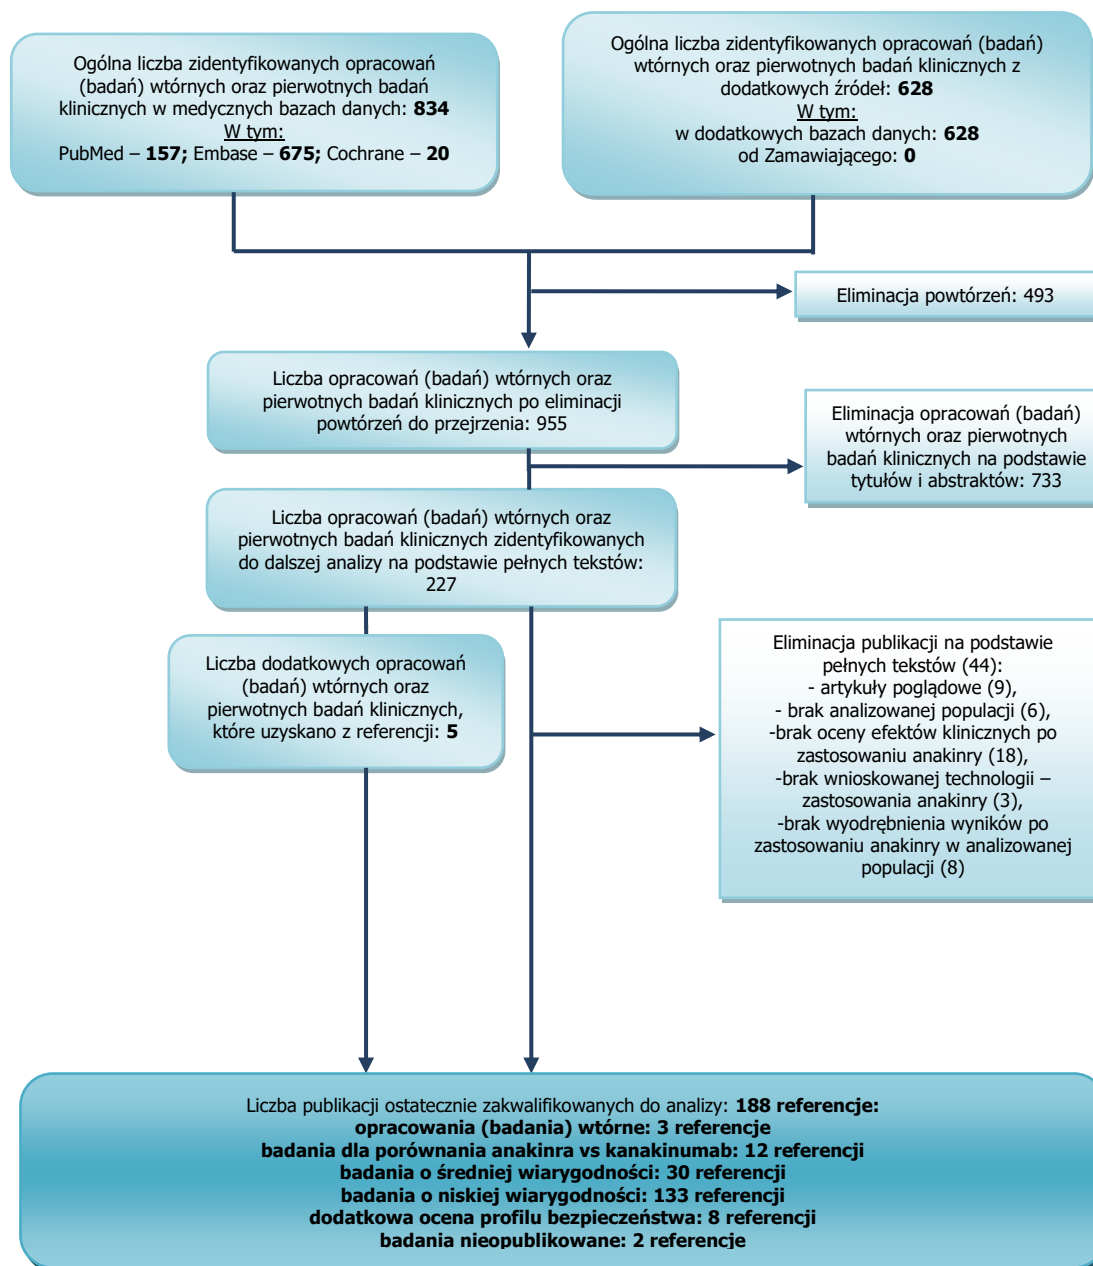 Ogólna liczba zidentyfikowanych opracowań
(badań) wtórnych oraz pierwotnych badań
klinicznych w medycznych bazach danych: 834
W tym:
PubMed – 157; Embase – 675; Cochrane – 20
Ogólna liczba zidentyfikowanych opracowań (badań)
wtórnych oraz pierwotnych badań klinicznych z
dodatkowych źródeł: 628
W tym:
w dodatkowych bazach danych: 628
od Zamawiającego: 0
Eliminacja powtórzeń: 493
Liczba opracowań (badań) wtórnych oraz
pierwotnych badań klinicznych po eliminacji
powtórzeń do przejrzenia: 955
Eliminacja opracowań (badań)
wtórnych oraz pierwotnych
badań klinicznych na podstawie
tytułów i abstraktów: 733
Liczba opracowań (badań) wtórnych oraz
pierwotnych badań klinicznych zidentyfikowanych
do dalszej analizy na podstawie pełnych tekstów:
227
Liczba dodatkowych opracowań
(badań) wtórnych oraz
pierwotnych badań klinicznych,
które uzyskano z referencji: 5
Eliminacja publikacji na podstawie
pełnych tekstów (44):
- artykuły poglądowe (9),
- brak analizowanej populacji (6),
-brak oceny efektów klinicznych po
zastosowaniu anakinry (18),
-brak wnioskowanej technologii –
zastosowania anakinry (3),
-brak wyodrębnienia wyników po
zastosowaniu anakinry w analizowanej
populacji (8)
Liczba publikacji ostatecznie zakwalifikowanych do analizy: 188 referencje:
opracowania (badania) wtórne: 3 referencje
badania dla porównania anakinra vs kanakinumab: 12 referencji
badania o średniej wiarygodności: 30 referencji
badania o niskiej wiarygodności: 133 referencji
dodatkowa ocena profilu bezpieczeństwa: 8 referencji
badania nieopublikowane: 2 referencje